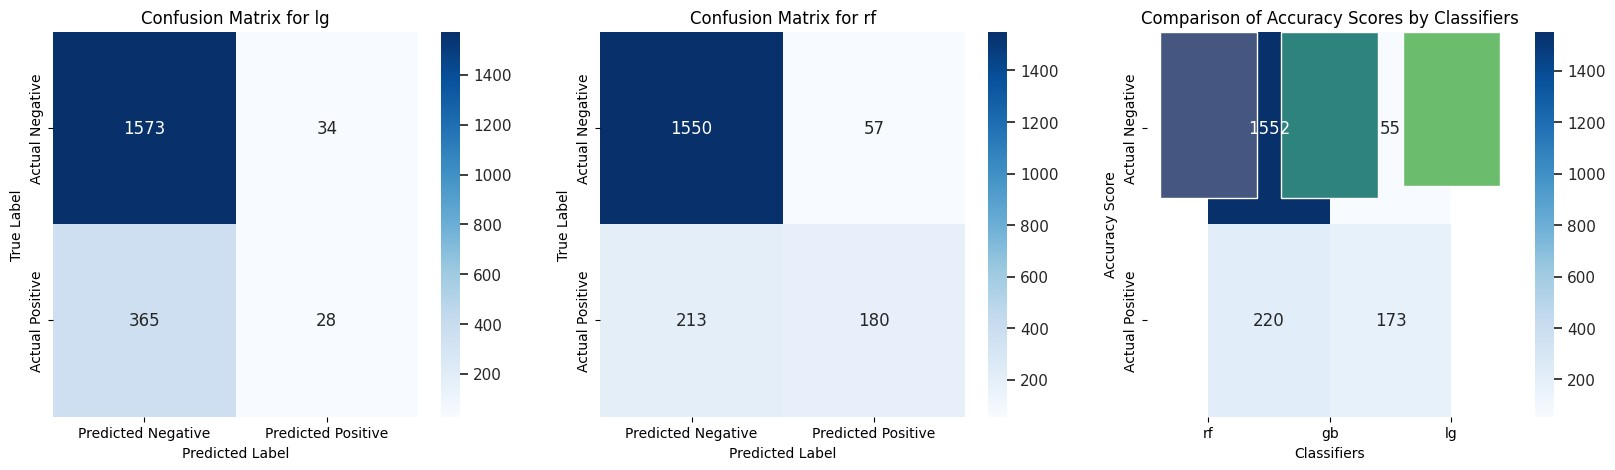 Confusion Matrix for lg
Actual Negative
Actual Positive
True Label
1573
34
365
28
Predicted Negative
Predicted Positive
Predicted Label
1400
1200
1000
800
600
400
200
Confusion Matrix for rf
Actual Negative
Actual Positive
True Label
1550
57
213
180
Predicted Negative
Predicted Positive
Predicted Label
1400
1200
1000
800
600
400
200
Comparison of Accuracy Scores by Classifiers
Actual Negative
Actual Positive
Accuracy Score
1552
55
220
173
rf
gb
lg
Classifiers
1400
1200
1000
800
600
400
200